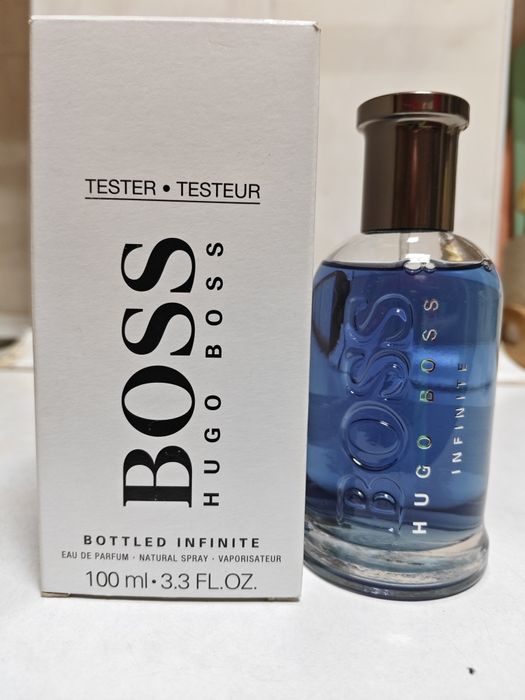 TESTER • TESTEUR
BOSS
HUGO BOSS
BOTTLED INFINITE
EAU DE PARFUM · NATURAL SPRAY · VAPORISATEUR
100 ml • 3.3 FL.OZ.
BOSS
HUGO BOSS
INFINITE